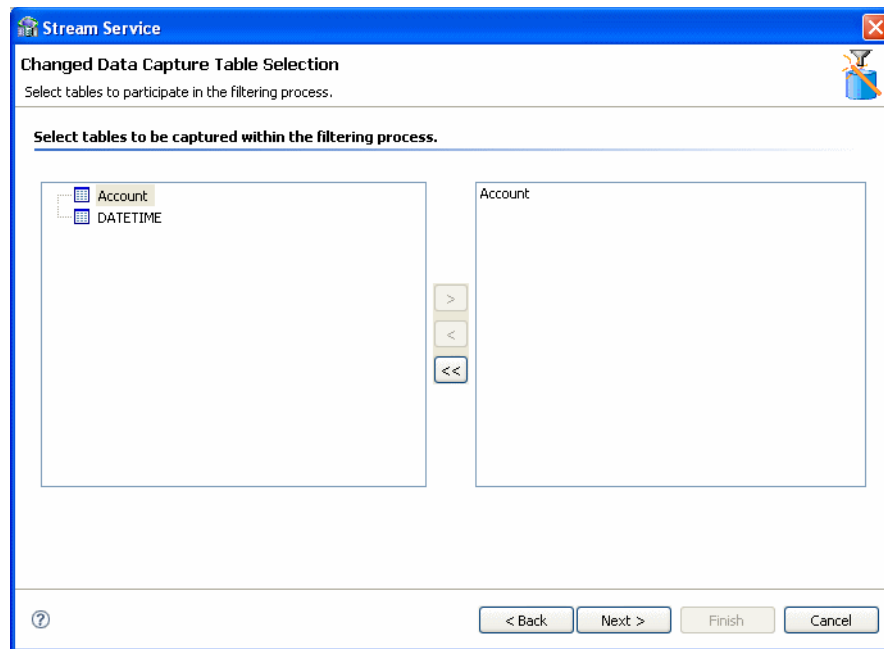 Stream Service
Changed Data Capture Table Selection
Select tables to participate in the filtering process.
Select tables to be captured within the filtering process.
Account
DATETIME
Account
>
<
<<
?
< Back
Next >
Finish
Cancel